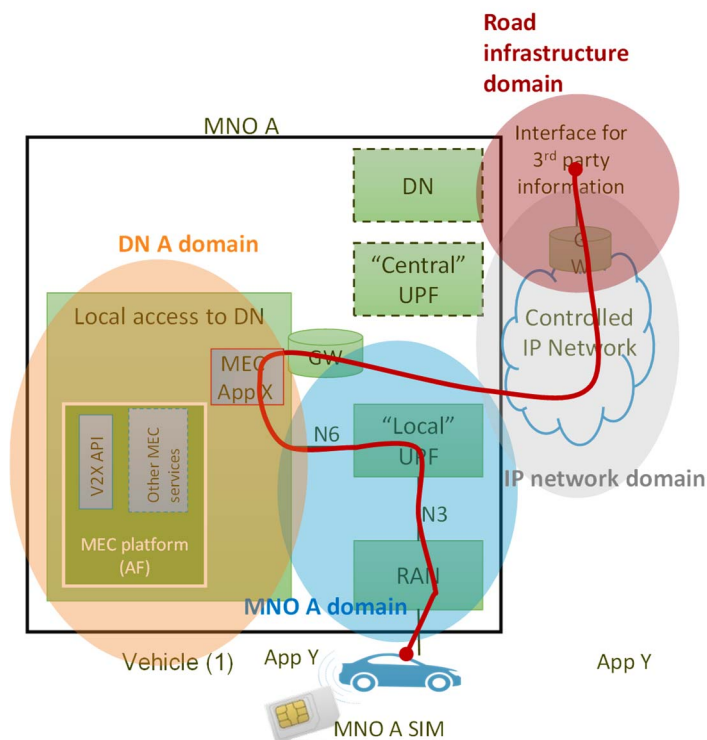 Road
infrastructure
domain
MNO A
Interface for
3rd party
information
DN
DN A domain
"Central"
UPF
G
W
Local access to DN
Controlled
IP Network
GW
MEC
App X
"Local"
UPF
N6
V2X API
Other MEC
services
IP network domain
N3
MEC platform
(AF)
RAN
MNO A domain
Vehicle (1)
App Y
App Y
MNO A SIM